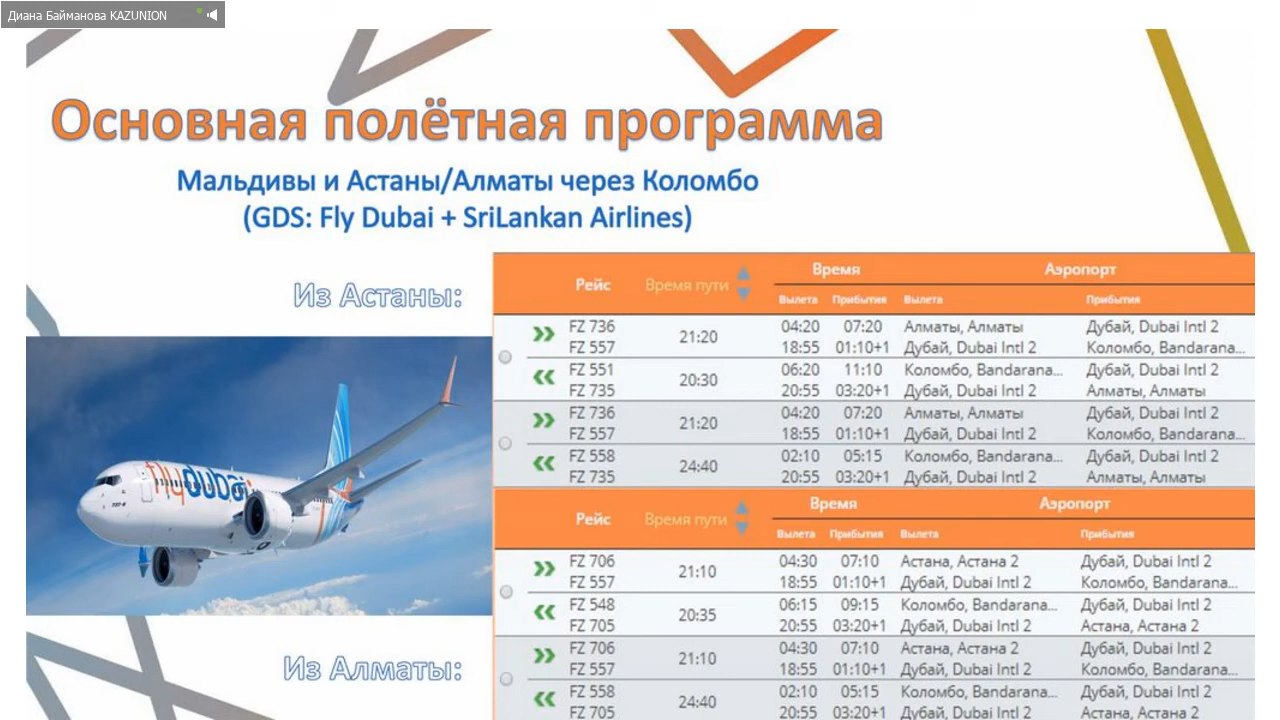 Диана Байманова KAZUNION
Основная полётная программа
Мальдивы и Астаны/Алматы через Коломбо
(GDS: Fly Dubai + SriLankan Airlines)
Из Астаны:
Рейс Время пути Время Аэропорт
Вылета Прибытия Вылета Прибытия
FZ 736 21:20 04:20 07:20 Алматы, Алматы Дубай, Dubai Intl 2
FZ 557 18:55 01:10+1 Дубай, Dubai Intl 2 Коломбо, Bandarana...
FZ 551 20:30 06:20 11:10 Коломбо, Bandarana... Дубай, Dubai Intl 2
FZ 735 20:55 03:20+1 Дубай, Dubai Intl 2 Алматы, Алматы
FZ 736 21:20 04:20 07:20 Алматы, Алматы Дубай, Dubai Intl 2
FZ 557 18:55 01:10+1 Дубай, Dubai Intl 2 Коломбо, Bandarana...
FZ 558 24:40 02:10 05:15 Коломбо, Bandarana... Дубай, Dubai Intl 2
FZ 735 20:55 03:20+1 Дубай, Dubai Intl 2 Алматы, Алматы
flydubai
Рейс Время пути Время Аэропорт
Вылета Прибытия Вылета Прибытия
FZ 706 21:10 04:30 07:10 Астана, Астана 2 Дубай, Dubai Intl 2
FZ 557 18:55 01:10+1 Дубай, Dubai Intl 2 Коломбо, Bandarana...
FZ 548 20:35 06:15 09:15 Коломбо, Bandarana... Дубай, Dubai Intl 2
FZ 705 20:55 03:20+1 Дубай, Dubai Intl 2 Астана, Астана 2
Из Алматы:
FZ 706 21:10 04:30 07:10 Астана, Астана 2 Дубай, Dubai Intl 2
FZ 557 18:55 01:10+1 Дубай, Dubai Intl 2 Коломбо, Bandarana...
FZ 558 24:40 02:10 05:15 Коломбо, Bandarana... Дубай, Dubai Intl 2
FZ 705 20:55 03:20+1 Дубай, Dubai Intl 2 Астана, Астана 2